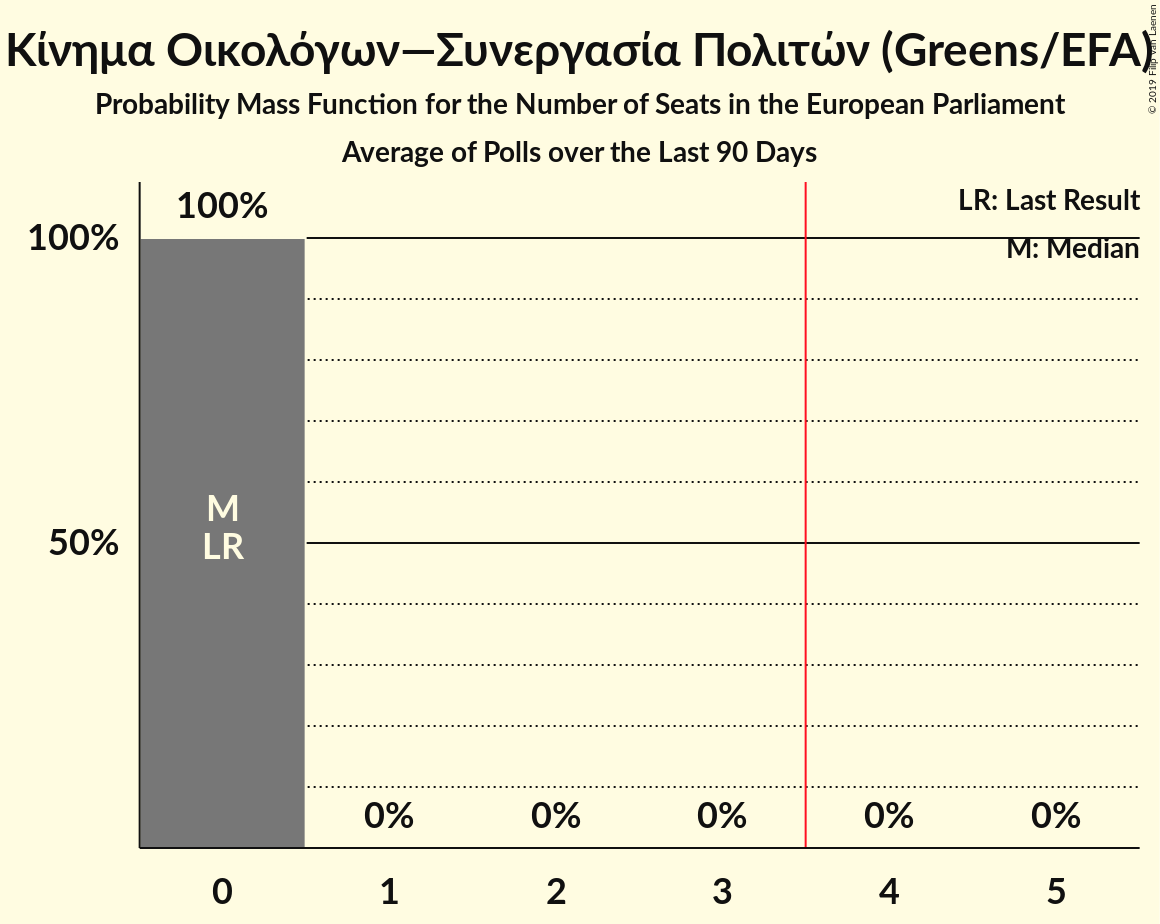 Κίνημα Οικολόγων—Συνεργασία Πολιτών (Greens/EFA)
© 2019 Filip van Laenen
Probability Mass Function for the Number of Seats in the European Parliament
Average of Polls over the Last 90 Days
LR: Last Result
M: Median
100%
100%
50%
M
LR
0% 0% 0% 0% 0%
0 1 2 3 4 5